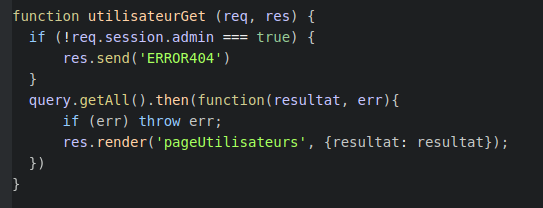 function utilisateurGet (req, res) {
  if (!req.session.admin === true) {
      res.send('ERROR404')
  }
  query.getAll().then(function(resultat, err){
      if (err) throw err;
      res.render('pageUtilisateurs', {resultat: resultat});
  })
}